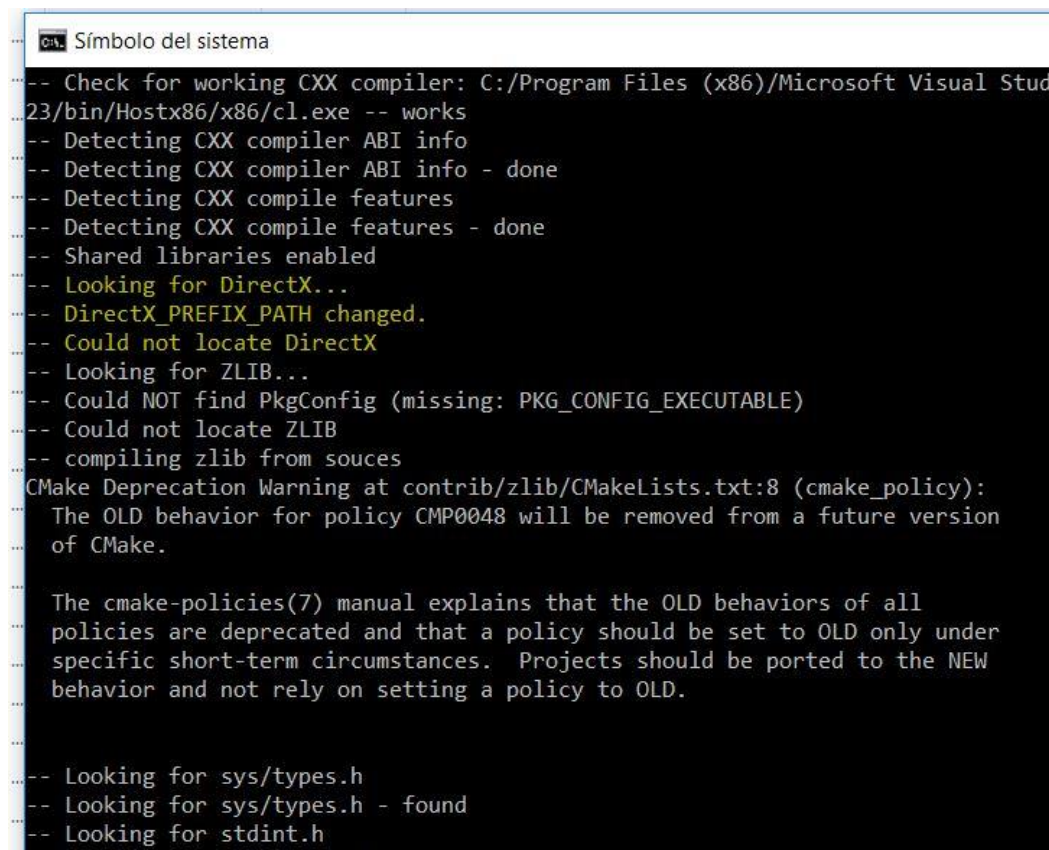 Símbolo del sistema
-- Check for working CXX compiler: C:/Program Files (x86)/Microsoft Visual Stud
23/bin/Hostx86/x86/cl.exe -- works
-- Detecting CXX compiler ABI info
-- Detecting CXX compiler ABI info - done
-- Detecting CXX compile features
-- Detecting CXX compile features - done
-- Shared libraries enabled
-- Looking for DirectX...
-- DirectX_PREFIX_PATH changed.
-- Could not locate DirectX
-- Looking for ZLIB...
-- Could NOT find PkgConfig (missing: PKG_CONFIG_EXECUTABLE)
-- Could not locate ZLIB
-- compiling zlib from souces
CMake Deprecation Warning at contrib/zlib/CMakeLists.txt:8 (cmake_policy):
The OLD behavior for policy CMP0048 will be removed from a future version
of CMake.
The cmake-policies(7) manual explains that the OLD behaviors of all
policies are deprecated and that a policy should be set to OLD only under
specific short-term circumstances.  Projects should be ported to the NEW
behavior and not rely on setting a policy to OLD.
-- Looking for sys/types.h
-- Looking for sys/types.h - found
-- Looking for stdint.h